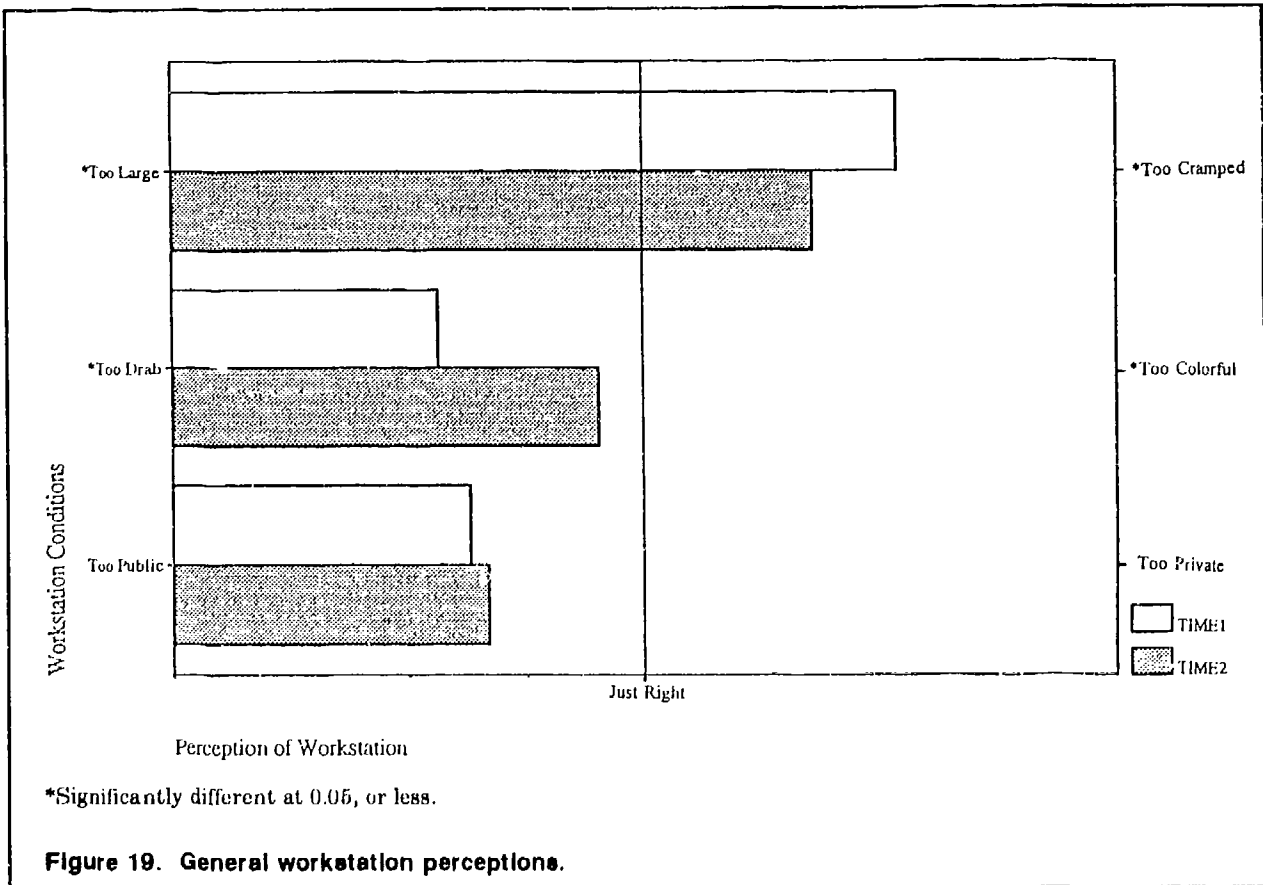 *Too Large
*Too Cramped
*Too Drab
*Too Colorful
Workstation Conditions
Too Public
Too Private
TIME1
TIME2
Just Right
Perception of Workstation
*Significantly different at 0.05, or less.
Figure 19. General workstation perceptions.